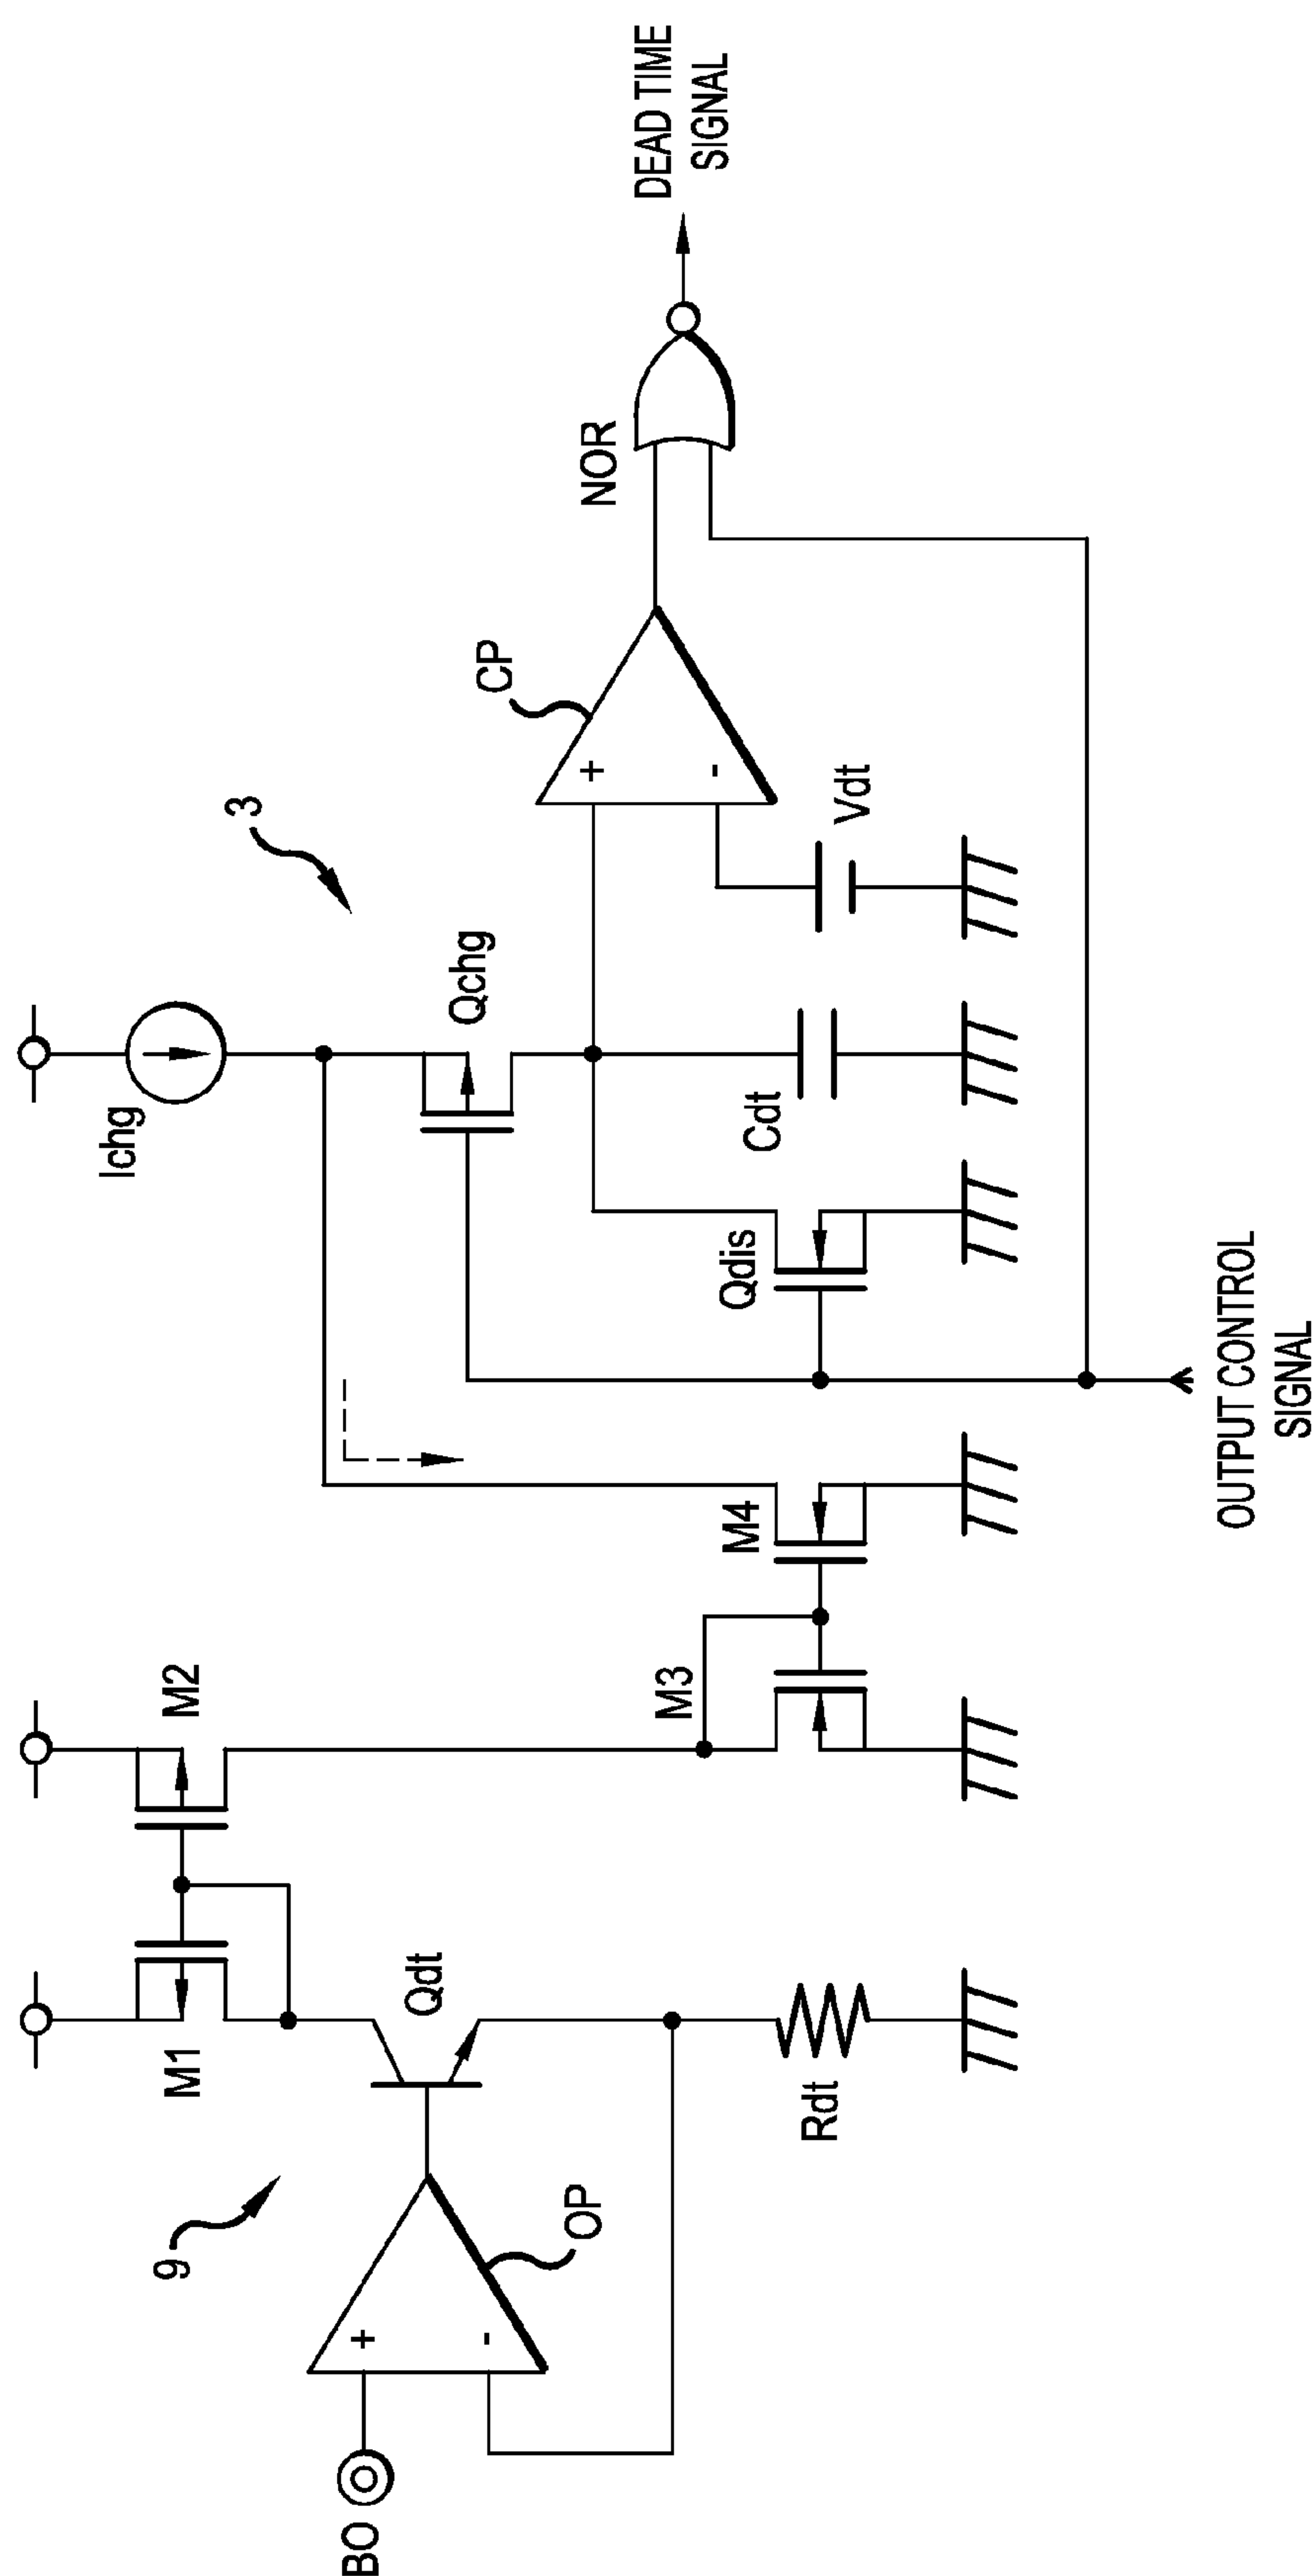 BO
9
+
-
OP
M1
M2
Qdt
Rdt
M3
M4
Ichg
3
Qchg
Qdis
Cdt
CP
+
-
Vdt
NOR
DEAD TIME
SIGNAL
OUTPUT CONTROL
SIGNAL